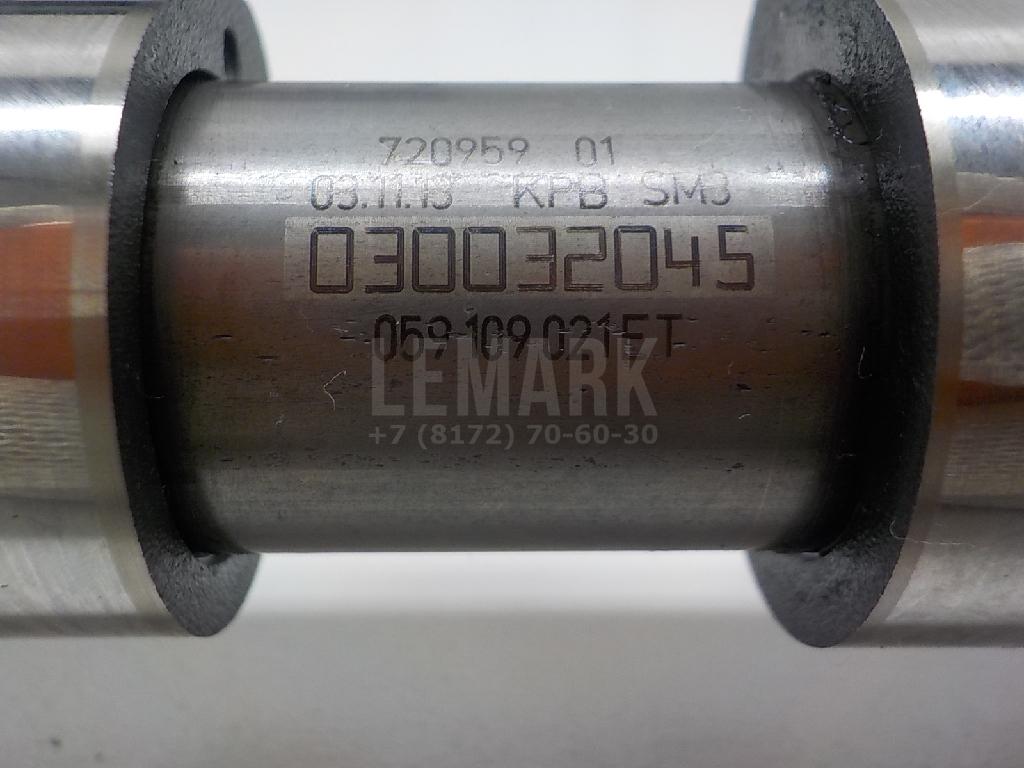 720959 01
03.11.13 KPB SM3
030032045
059 109 021 ET
LEMARK
+7 (8172) 70-60-30